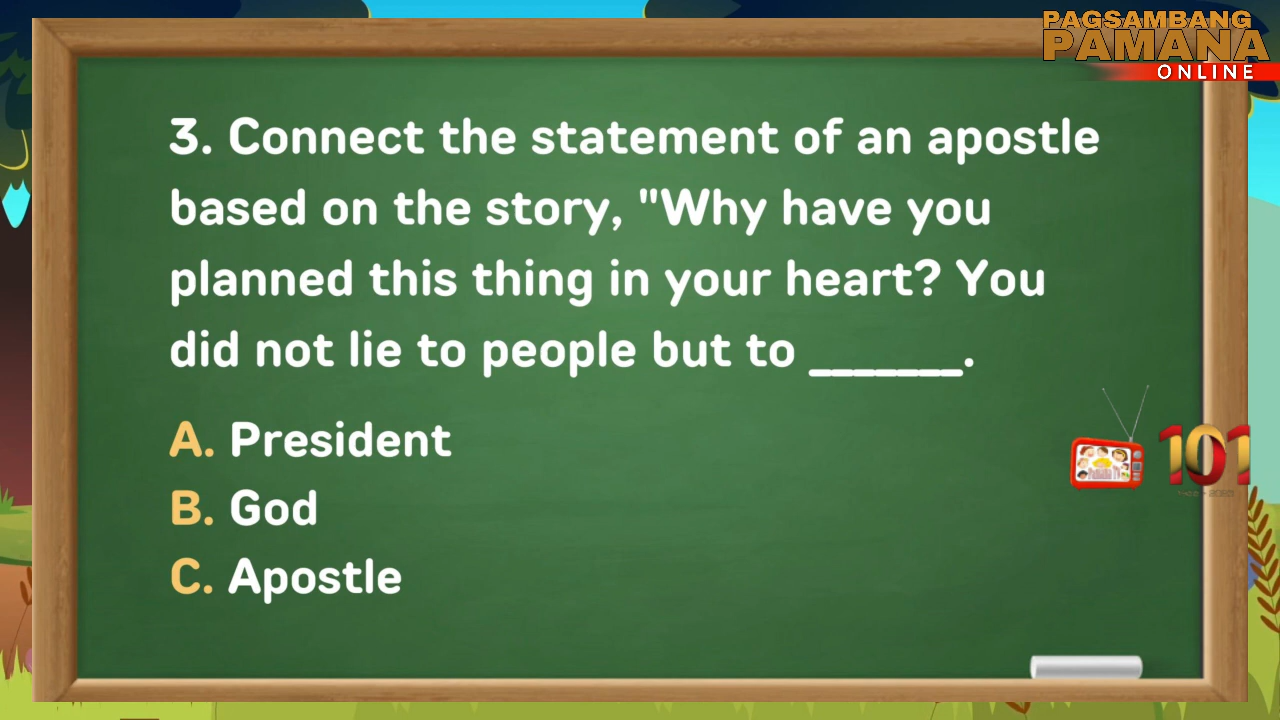 PAGSAMBANG
PAMANA
ONLINE
3. Connect the statement of an apostle
based on the story, "Why have you
planned this thing in your heart? You
did not lie to people but to _______.
A. President
B. God
C. Apostle
101